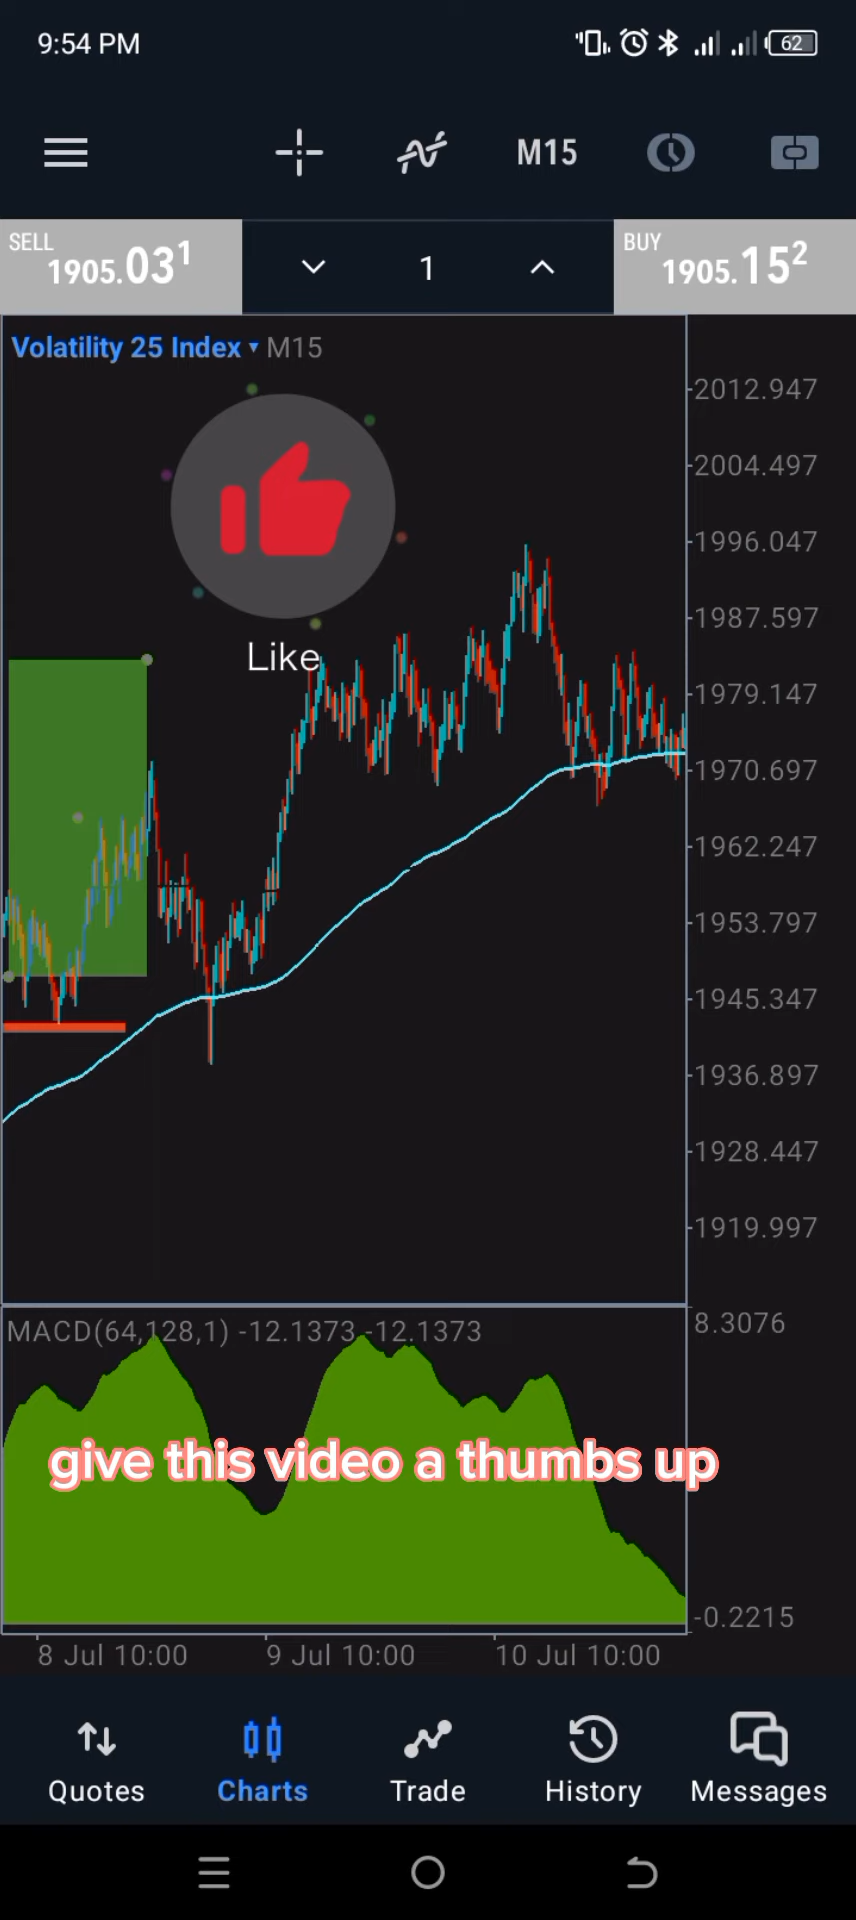 9:54 PM
62
M15
SELL
1905.031
1
BUY
1905.152
Volatility 25 Index ▾ M15
2012.947
2004.497
1996.047
1987.597
Like
1979.147
1970.697
1962.247
1953.797
1945.347
1936.897
1928.447
1919.997
MACD(64,128,1) -12.1373 -12.1373
8.3076
give this video a thumbs up
-0.2215
8 Jul 10:00
9 Jul 10:00
10 Jul 10:00
Quotes
Charts
Trade
History
Messages